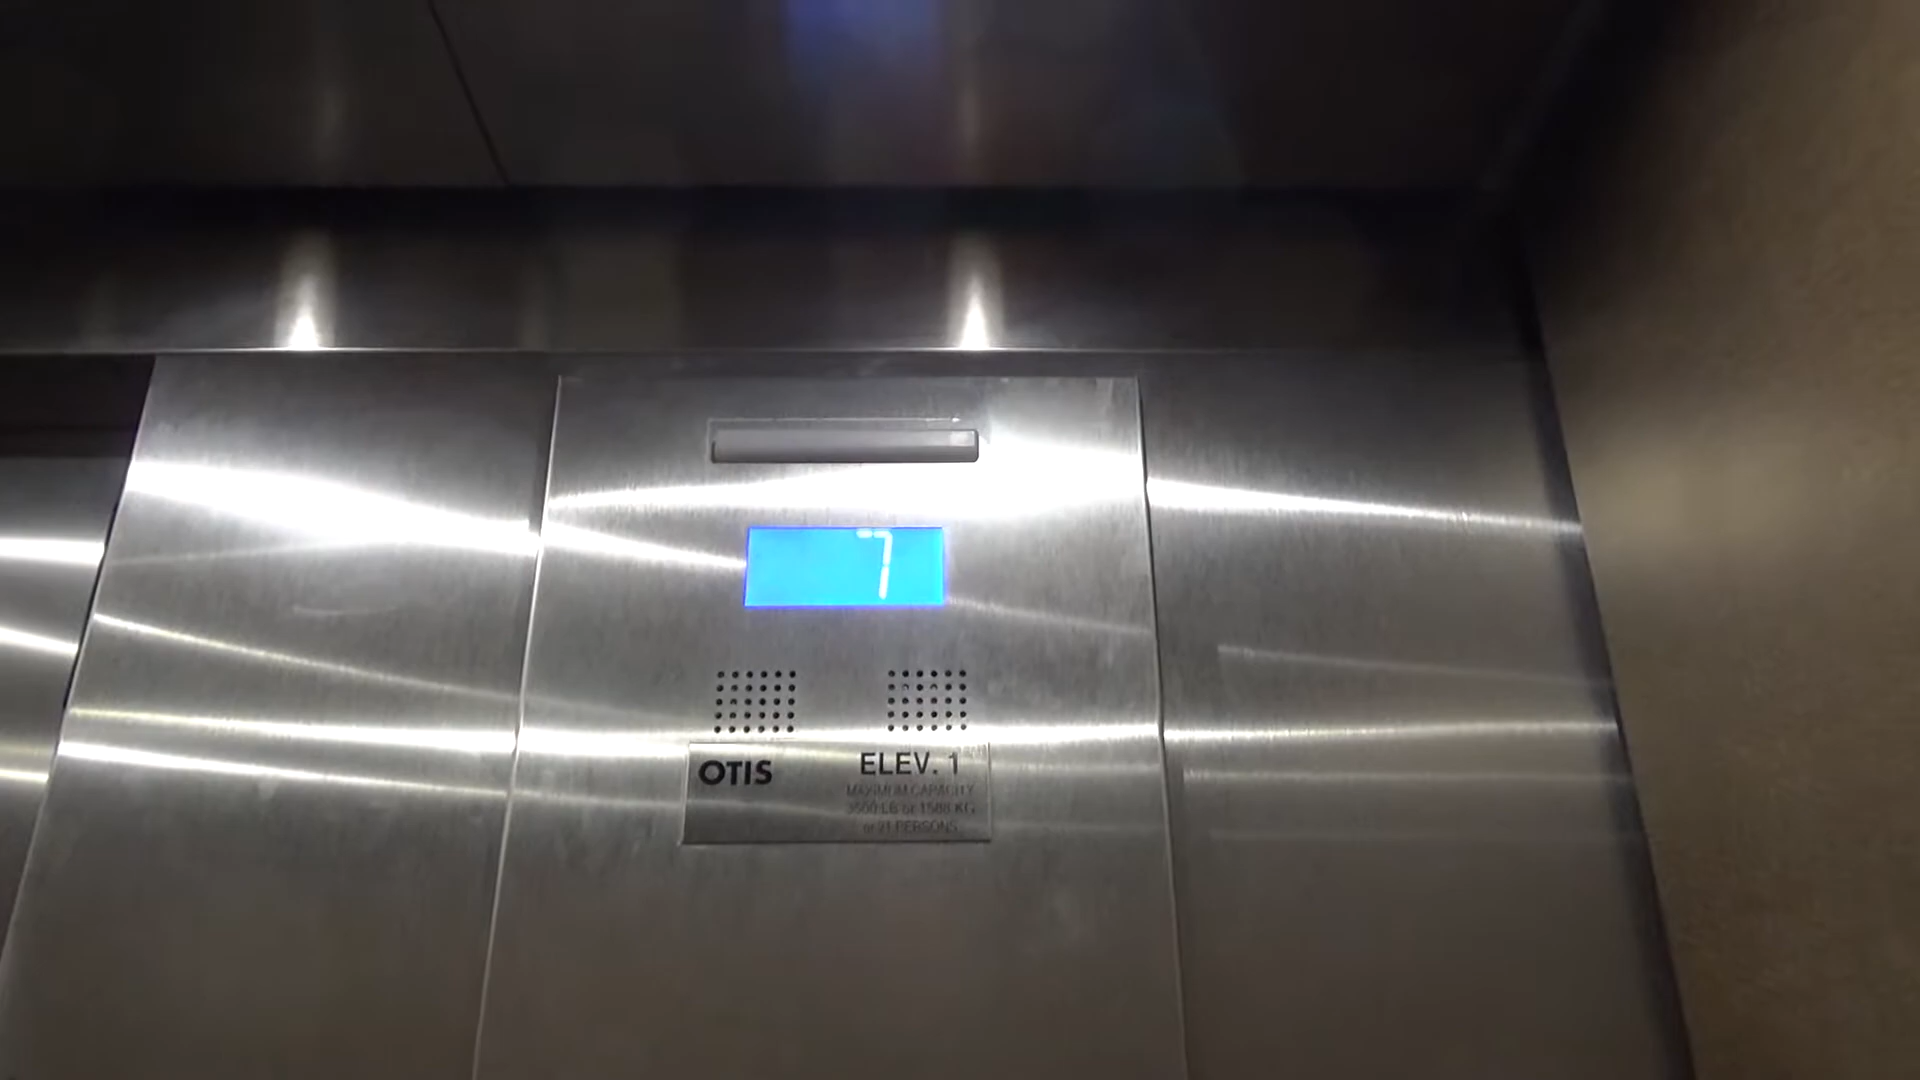 7
OTIS
ELEV. 1
MAXIMUM CAPACITY
3500 LB or 1588 KG
or 21 PERSONS